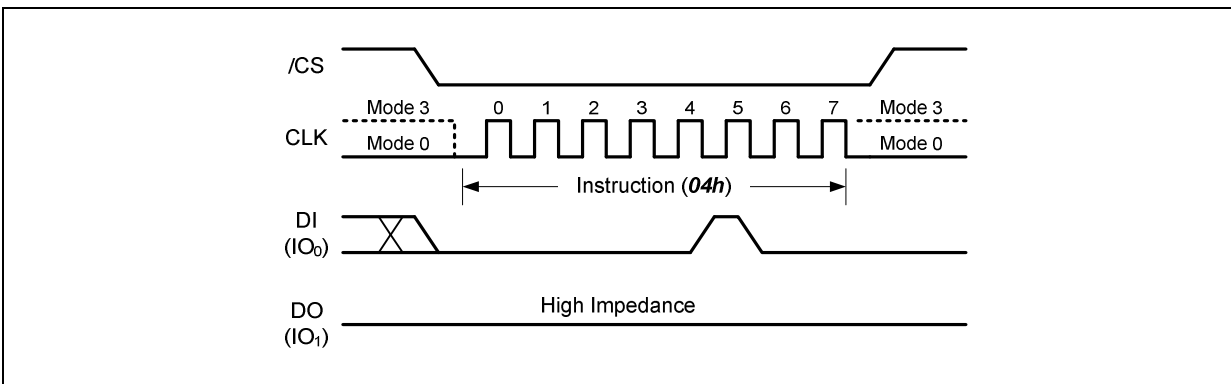 /CS
Mode 3 0 1 2 3 4 5 6 7 Mode 3
CLK
Mode 0 Mode 0
Instruction (04h)
DI
(IO₀)
High Impedance
DO
(IO₁)